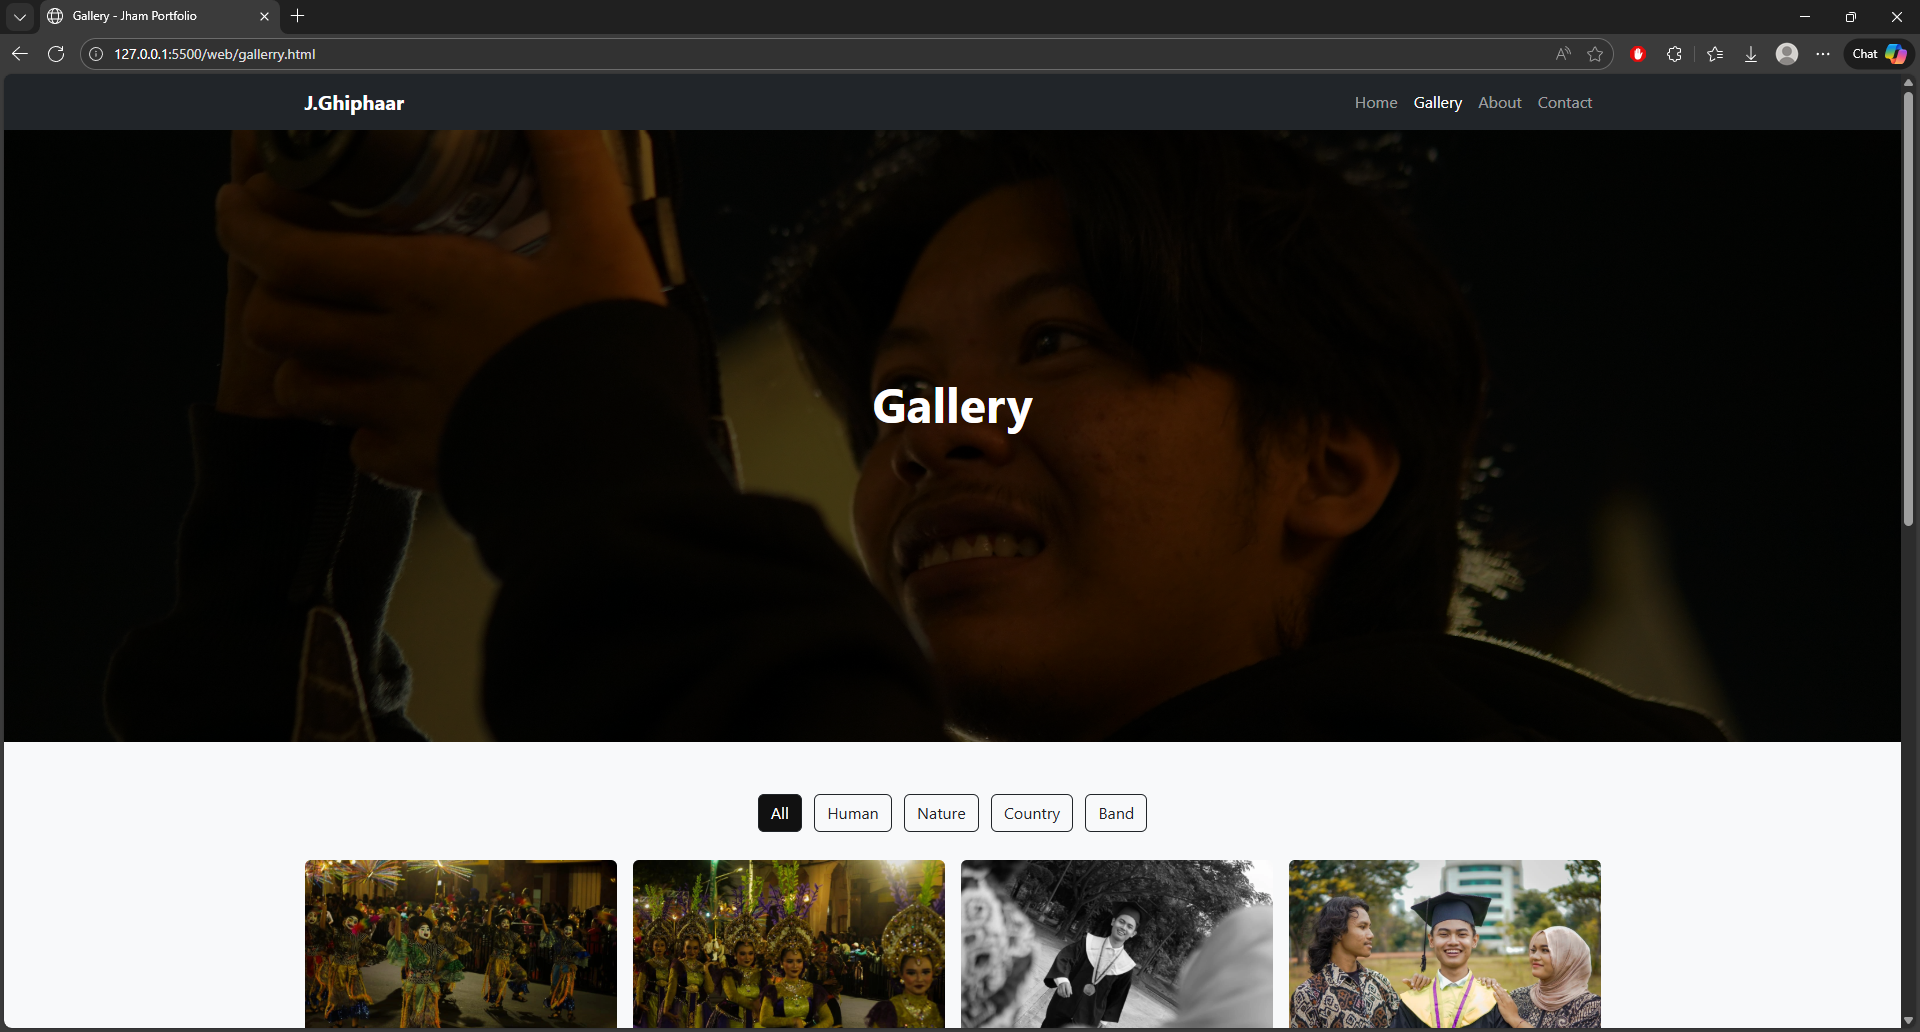 Gallery - Jham Portfolio
127.0.0.1:5500/web/gallerry.html
Chat
J.Ghiphaar
Home Gallery About Contact
Gallery
All Human Nature Country Band